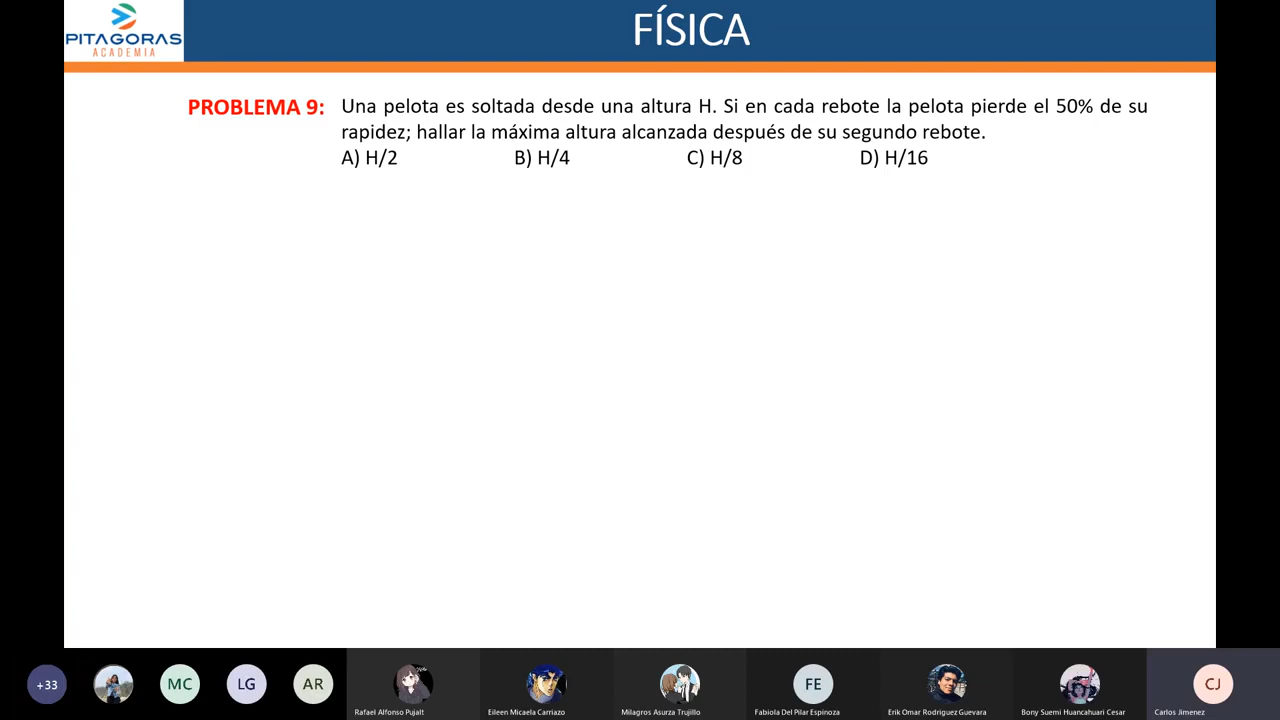 PITAGORAS
ACADEMIA
FÍSICA
PROBLEMA 9: Una pelota es soltada desde una altura H. Si en cada rebote la pelota pierde el 50% de su
rapidez; hallar la máxima altura alcanzada después de su segundo rebote.
A) H/2 B) H/4 C) H/8 D) H/16
+33 MC LG AR FE CJ
Rafael Alfonso Pujalt Eileen Micaela Carriazo Milagros Asurza Trujillo Fabiola Del Pilar Espinoza Erik Omar Rodriguez Guevara Bony Suemi Huancahuari Cesar Carlos Jimenez